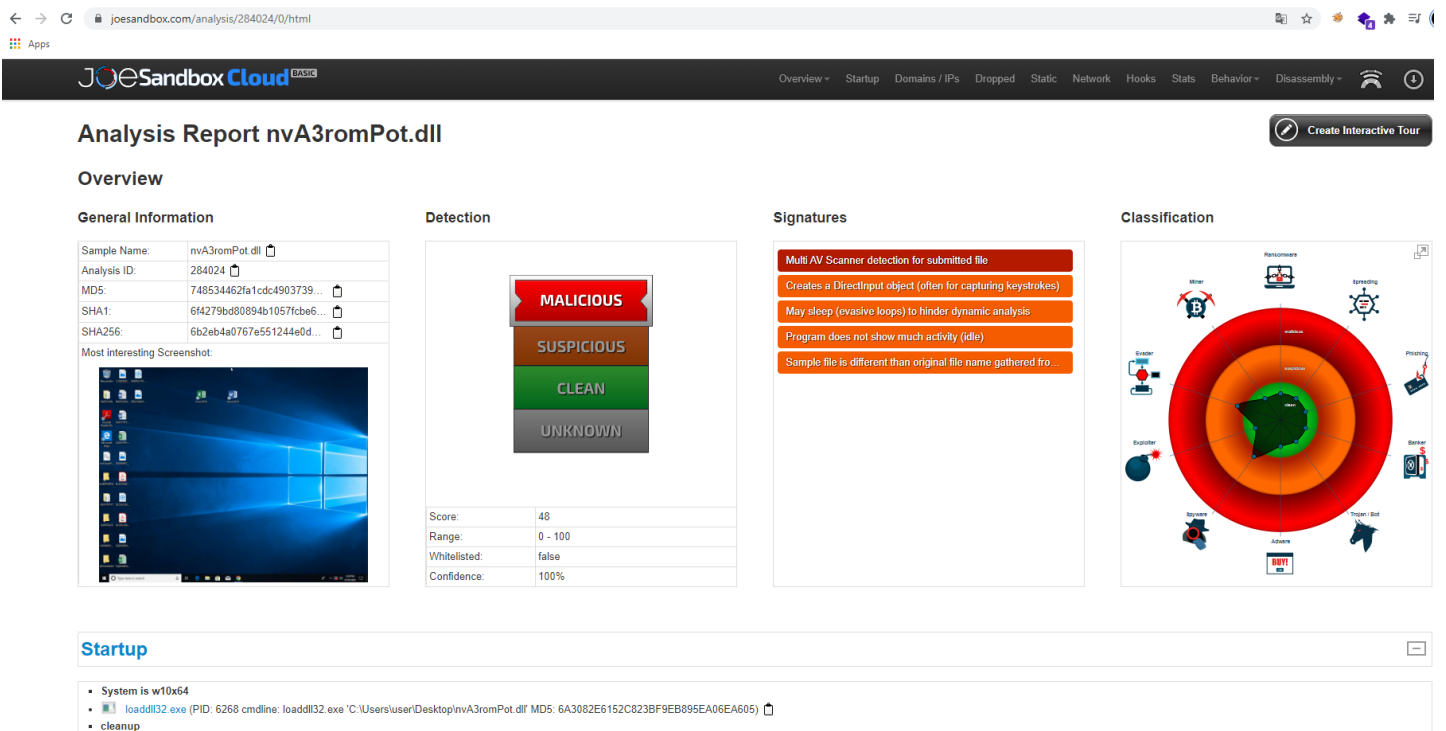 joesandbox.com/analysis/284024/0/html
4
Apps
JOeSandbox Cloud BASIC
Overview Startup Domains / IPs Dropped Static Network Hooks Stats Behavior Disassembly
Analysis Report nvA3romPot.dll
Create Interactive Tour
Overview
General Information
Sample Name: nvA3romPot.dll
Analysis ID: 284024
MD5: 748534462fa1cdc4903739...
SHA1: 6f4279bd80894b1057fcbe6...
SHA256: 6b2eb4a0767e551244e0d...
Most interesting Screenshot:
Detection
MALICIOUS
SUSPICIOUS
CLEAN
UNKNOWN
Score: 48
Range: 0 - 100
Whitelisted: false
Confidence: 100%
Signatures
Multi AV Scanner detection for submitted file
Creates a DirectInput object (often for capturing keystrokes)
May sleep (evasive loops) to hinder dynamic analysis
Program does not show much activity (idle)
Sample file is different than original file name gathered fro...
Classification
Ransomware
Miner
Spreading
malicious
Evader
Phishing
suspicious
clean
Exploiter
Banker
Spyware
Trojan / Bot
Adware
BUY!
Startup
System is w10x64
loaddll32.exe (PID: 6268 cmdline: loaddll32.exe 'C:\Users\user\Desktop\nvA3romPot.dll' MD5: 6A3082E6152C823BF9EB895EA06EA605)
cleanup